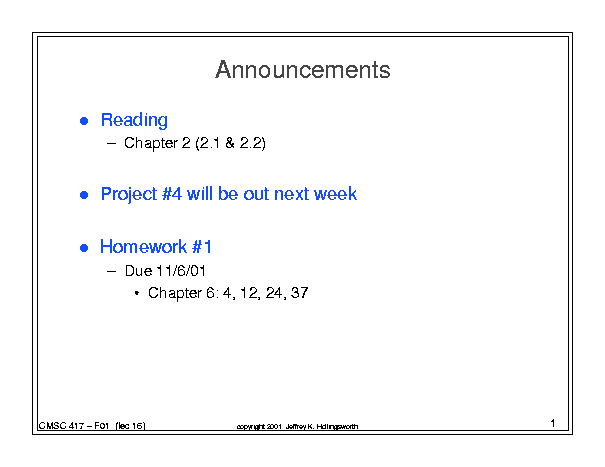 Announcements
● Reading
– Chapter 2 (2.1 & 2.2)
● Project #4 will be out next week
● Homework #1
– Due 11/6/01
• Chapter 6: 4, 12, 24, 37
CMSC 417 – F01 (lec 16)
copyright 2001 Jeffrey K. Hollingsworth
1